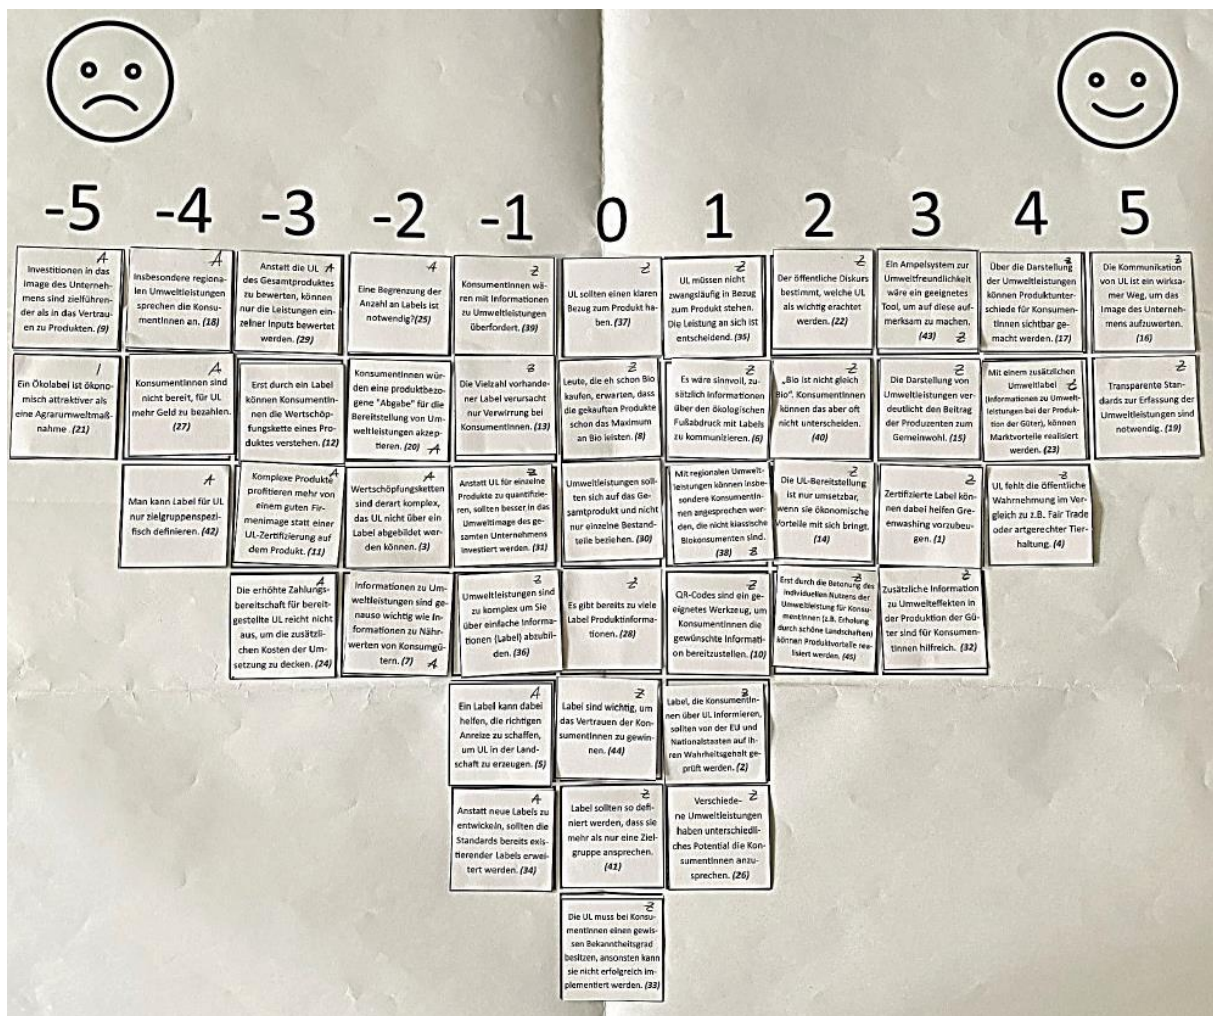 -5 -4 -3 -2 -1 0 1 2 3 4 5
A
Investitionen in das
Image des Unterneh-
mens sind zielführen-
der als in das Vertrau-
en zu Produkten. (9)
A
Insbesondere regiona-
len Umweltleistungen
sprechen die Konsu-
mentInnen an. (18)
Anstatt die UL A
des Gesamtproduktes
zu bewerten, können
nur die Leistungen ein-
zelner Inputs bewertet
werden. (29)
A
Eine Begrenzung der
Anzahl an Labels ist
notwendig?(25)
Z
KonsumentInnen wä-
ren mit Informationen
zu Umweltleistungen
überfordert. (39)
Z
UL sollten einen klaren
Bezug zum Produkt ha-
ben. (37)
Z
UL müssen nicht
zwangsläufig in Bezug
zum Produkt stehen.
Die Leistung an sich ist
entscheidend. (35)
Z
Der öffentliche Diskurs
bestimmt, welche UL
als wichtig erachtet
werden. (22)
Ein Ampelsystem zur
Umweltfreundlichkeit
wäre ein geeignetes
Tool, um auf diese auf-
merksam zu machen.
(43) Z
Z
Über die Darstellung
der Umweltleistungen
können Produktunter-
schiede für Konsumen-
tInnen sichtbar ge-
macht werden. (17)
Z
Die Kommunikation
von UL ist ein wirksa-
mer Weg, um das
Image des Unterneh-
mens aufzuwerten.
(16)
Ein Ökolabel ist ökono-
misch attraktiver als
eine Agrarumweltmaß-
nahme . (21)
A
KonsumentInnen sind
nicht bereit, für UL
mehr Geld zu bezahlen.
(27)
Erst durch ein Label
können KonsumentIn-
nen die Wertschöp-
fungskette eines Pro-
duktes verstehen. (12)
KonsumentInnen wür-
den eine produktbezo-
gene "Abgabe" für die
Bereitstellung von Um-
weltleistungen akzep-
tieren. (20) A
Z
Die Vielzahl vorhande-
ner Label verursacht
nur Verwirrung bei
KonsumentInnen. (13)
Z
Leute, die eh schon Bio
kaufen, erwarten, dass
die gekauften Produkte
schon das Maximum
an Bio leisten. (8)
Z
Es wäre sinnvoll, zu-
sätzlich Informationen
über den ökologischen
Fußabdruck mit Labels
zu kommunizieren. (6)
Z
„Bio ist nicht gleich
Bio". KonsumentInnen
können das aber oft
nicht unterscheiden.
(40)
Z
Die Darstellung von
Umweltleistungen ver-
deutlicht den Beitrag
der Produzenten zum
Gemeinwohl. (15)
Mit einem zusätzlichen
Umweltlabel Z
(Informationen zu Umwelt-
leistungen bei der Produk-
tion der Güter), können
Marktvorteile realisiert
werden. (23)
Z
Transparente Stan-
dards zur Erfassung der
Umweltleistungen sind
notwendig. (19)
A
Man kann Label für UL
nur zielgruppenspezi-
fisch definieren. (42)
A
Komplexe Produkte
profitieren mehr von
einem guten Fir-
menimage statt einer
UL-Zertifizierung auf
dem Produkt. (11)
A
Wertschöpfungsketten
sind derart komplex,
das UL nicht über ein
Label abgebildet wer-
den können. (3)
Z
Anstatt UL für einzelne
Produkte zu quantifizie-
ren, sollten besser in das
Umweltimage des ge-
samten Unternehmens
investiert werden. (31)
Umweltleistungen soll-
ten sich auf das Ge-
samtprodukt und nicht
nur einzelne Bestand-
teile beziehen. (30)
Mit regionalen Umwelt-
leistungen können insbe-
sondere KonsumentIn-
nen angesprochen wer-
den, die nicht klassische
Biokonsumenten sind.
(38) Z
Z
Die UL-Bereitstellung
ist nur umsetzbar,
wenn sie ökonomische
Vorteile mit sich bringt.
(14)
Z
Zertifizierte Label kön-
nen dabei helfen Gre-
enwashing vorzubeu-
gen. (1)
Z
UL fehlt die öffentliche
Wahrnehmung im Ver-
gleich zu z.B. Fair Trade
oder artgerechter Tier-
haltung. (4)
A
Die erhöhte Zahlungs-
bereitschaft für bereit-
gestellte UL reicht nicht
aus, um die zusätzli-
chen Kosten der Um-
setzung zu decken. (24)
Informationen zu Um-
weltleistungen sind ge-
nauso wichtig wie In-
formationen zu Nähr-
werten von Konsumgü-
tern. (7) A
Z
Umweltleistungen sind
zu komplex um Sie
über einfache Informa-
tionen (Label) abzubil-
den. (36)
Z
Es gibt bereits zu viele
Label Produktinforma-
tionen. (28)
Z
QR-Codes sind ein ge-
eignetes Werkzeug, um
KonsumentInnen die
gewünschte Informati-
on bereitzustellen. (10)
Z
Erst durch die Betonung des
individuellen Nutzens der
Umweltleistung für Konsu-
mentInnen (z.B. Erholung
durch schöne Landschaften)
können Produktvorteile rea-
lisiert werden. (45)
Z
Zusätzliche Information
zu Umwelteffekten in
der Produktion der Gü-
ter sind für Konsumen-
tInnen hilfreich. (32)
A
Ein Label kann dabei
helfen, die richtigen
Anreize zu schaffen,
um UL in der Land-
schaft zu erzeugen. (5)
Z
Label sind wichtig, um
das Vertrauen der Kon-
sumentInnen zu gewin-
nen. (44)
Z
Label, die KonsumentIn-
nen über UL informieren,
sollten von der EU und
Nationalstaaten auf ih-
ren Wahrheitsgehalt ge-
prüft werden. (2)
A
Anstatt neue Labels zu
entwickeln, sollten die
Standards bereits exis-
tierender Labels erwei-
tert werden. (34)
Z
Label sollten so defi-
niert werden, dass sie
mehr als nur eine Ziel-
gruppe ansprechen.
(41)
Verschiede- Z
ne Umweltleistungen
haben unterschiedli-
ches Potential die Kon-
sumentInnen anzu-
sprechen. (26)
Z
Die UL muss bei Konsu-
mentInnen einen gewis-
sen Bekanntheitsgrad
besitzen, ansonsten kann
sie nicht erfolgreich im-
plementiert werden. (33)